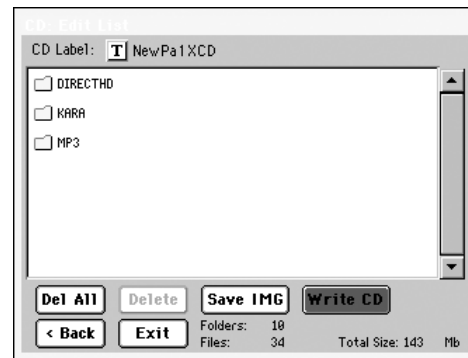 CD: Edit List
CD Label: T NewPa1XCD
DIRECTHD
KARA
MP3
Del All Delete Save IMG Write CD
< Back Exit Folders: 10
Files: 34 Total Size: 143 Mb